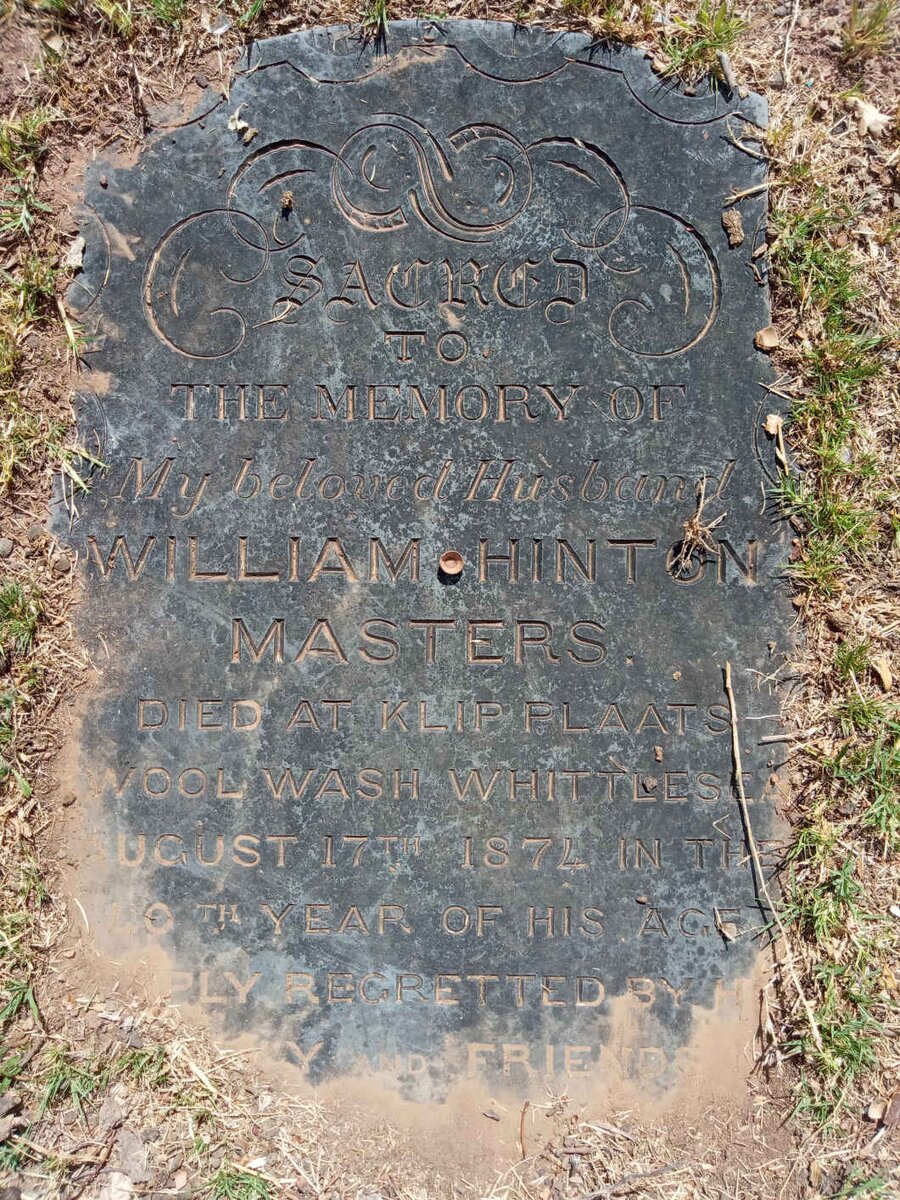 SACRED
TO.
THE MEMORY OF
My beloved Husband
WILLIAM HINTON
MASTERS.
DIED AT KLIP PLAATS
WOOL WASH WHITTLESEA
AUGUST 17TH 1874 IN THE
TH YEAR OF HIS AGE
REGRETTED BY
AND FRIENDS